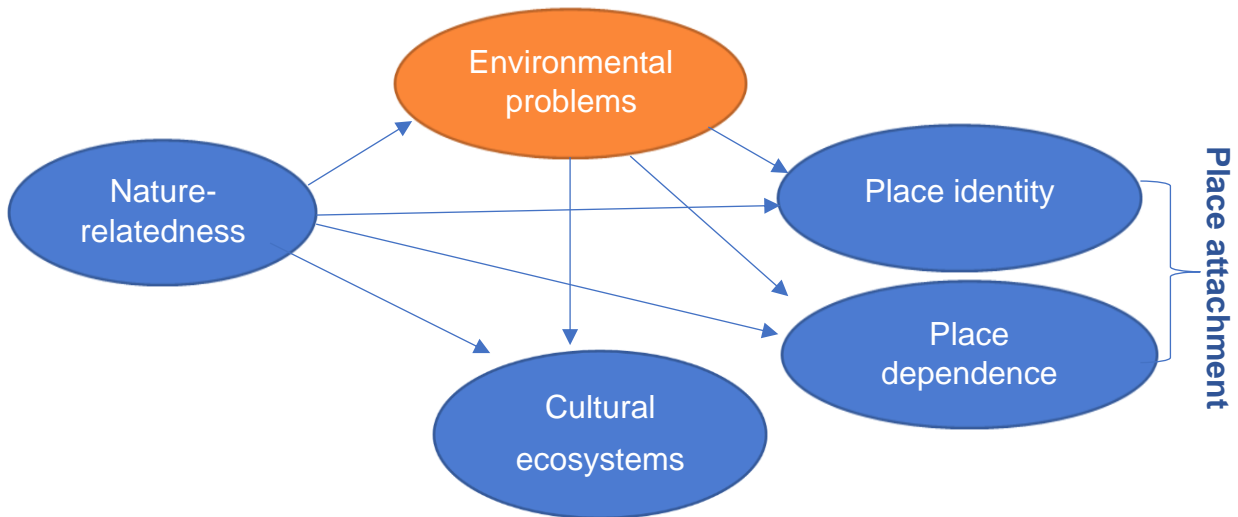 Environmental
problems
Nature-
relatedness
Place identity
Place
dependence
Cultural
ecosystems
Place attachment